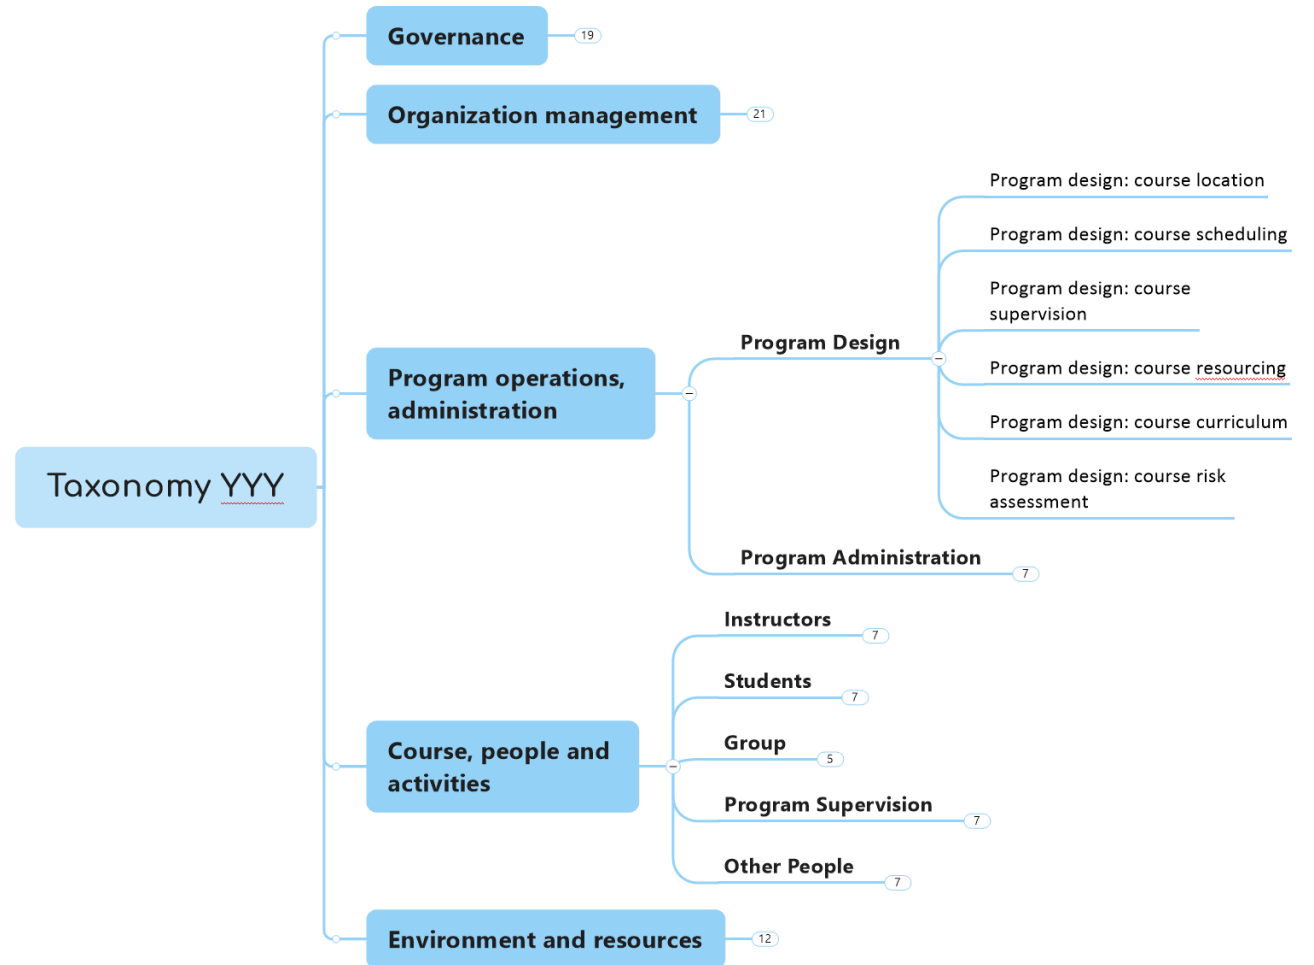 Governance
19
Organization management
21
Program design: course location
Program design: course scheduling
Program design: course
supervision
Program Design
Program design: course resourcing
Program operations,
administration
Program design: course curriculum
Program design: course risk
assessment
Taxonomy YYY
Program Administration
7
Instructors
7
Students
7
Group
5
Course, people and
activities
Program Supervision
7
Other People
7
Environment and resources
12